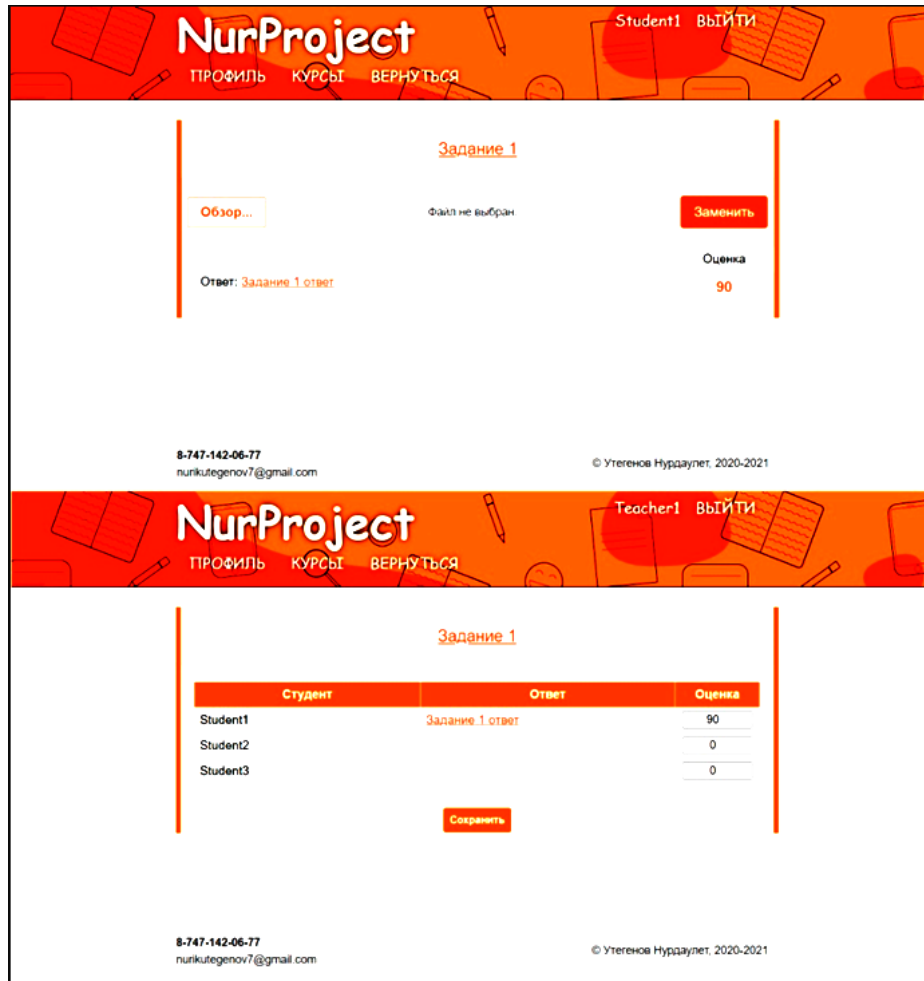 NurProject
Student1 ВЫЙТИ
ПРОФИЛЬ КУРСЫ ВЕРНУТЬСЯ
Задание 1
Обзор... Файл не выбран Заменить
Оценка
Ответ: Задание 1 ответ
90
8-747-142-06-77
nurikutegenov7@gmail.com
© Утегенов Нурдаулет, 2020-2021
NurProject
Teacher1 ВЫЙТИ
ПРОФИЛЬ КУРСЫ ВЕРНУТЬСЯ
Задание 1
Студент Ответ Оценка
Student1 Задание 1 ответ 90
Student2 0
Student3 0
Сохранить
8-747-142-06-77
nurikutegenov7@gmail.com
© Утегенов Нурдаулет, 2020-2021